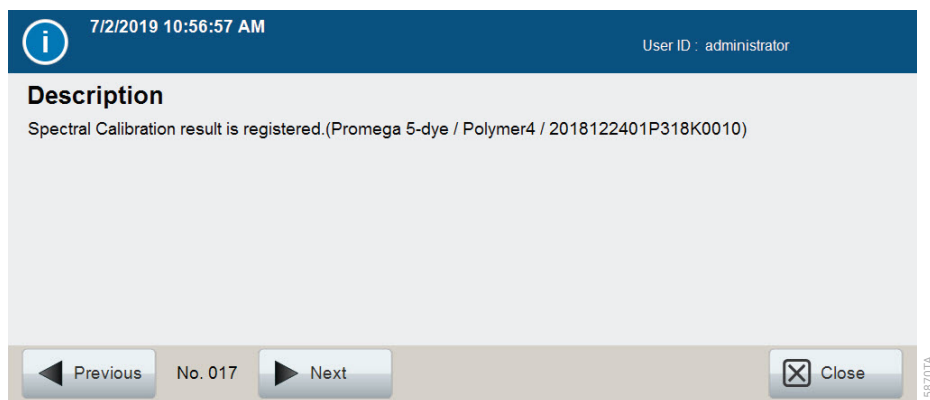 i
7/2/2019 10:56:57 AM
User ID : administrator
Description
Spectral Calibration result is registered.(Promega 5-dye / Polymer4 / 2018122401P318K0010)
Previous No. 017 Next Close
5870TA